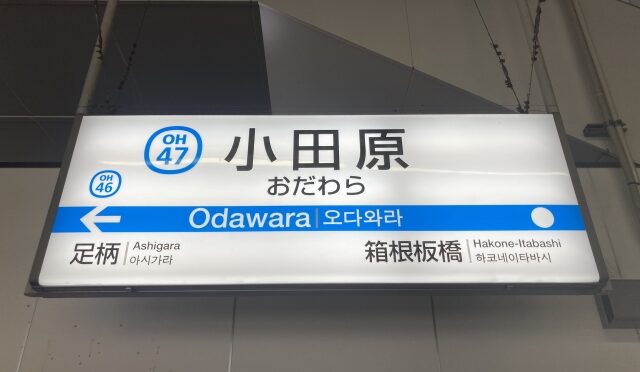 OH
47
小田原
おだわら
OH
46
Odawara 오다와라
足柄 Ashigara
아시가라
箱根板橋 Hakone-Itabashi
하코네이타바시